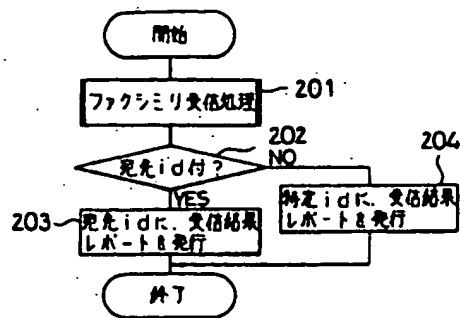 開始
ファクシミリ受信処理
201
202
宛先id付?
NO
YES
203
宛先idに、受信結果
レポートを発行
204
特定idに、受信結果
レポートを発行
終了